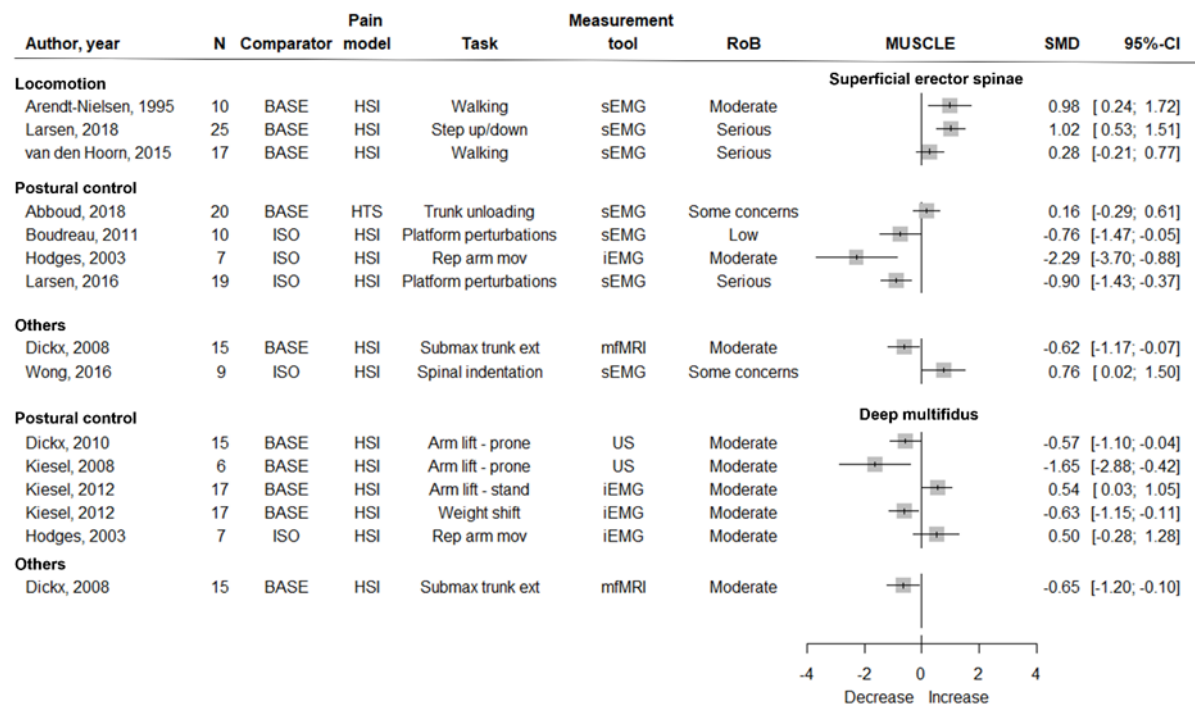 Author, year N Comparator Pain model Task Measurement tool RoB MUSCLE SMD 95%-CI
Locomotion Superficial erector spinae
Arendt-Nielsen, 1995 10 BASE HSI Walking sEMG Moderate 0.98 [ 0.24; 1.72]
Larsen, 2018 25 BASE HSI Step up/down sEMG Serious 1.02 [ 0.53; 1.51]
van den Hoorn, 2015 17 BASE HSI Walking sEMG Serious 0.28 [-0.21; 0.77]
Postural control
Abboud, 2018 20 BASE HTS Trunk unloading sEMG Some concerns 0.16 [-0.29; 0.61]
Boudreau, 2011 10 ISO HSI Platform perturbations sEMG Low -0.76 [-1.47; -0.05]
Hodges, 2003 7 ISO HSI Rep arm mov iEMG Moderate -2.29 [-3.70; -0.88]
Larsen, 2016 19 ISO HSI Platform perturbations sEMG Serious -0.90 [-1.43; -0.37]
Others
Dickx, 2008 15 BASE HSI Submax trunk ext mfMRI Moderate -0.62 [-1.17; -0.07]
Wong, 2016 9 ISO HSI Spinal indentation sEMG Some concerns 0.76 [ 0.02; 1.50]
Postural control Deep multifidus
Dickx, 2010 15 BASE HSI Arm lift - prone US Moderate -0.57 [-1.10; -0.04]
Kiesel, 2008 6 BASE HSI Arm lift - prone US Moderate -1.65 [-2.88; -0.42]
Kiesel, 2012 17 BASE HSI Arm lift - stand iEMG Moderate 0.54 [ 0.03; 1.05]
Kiesel, 2012 17 BASE HSI Weight shift iEMG Moderate -0.63 [-1.15; -0.11]
Hodges, 2003 7 ISO HSI Rep arm mov iEMG Moderate 0.50 [-0.28; 1.28]
Others
Dickx, 2008 15 BASE HSI Submax trunk ext mfMRI Moderate -0.65 [-1.20; -0.10]
-4 -2 0 2 4
Decrease Increase